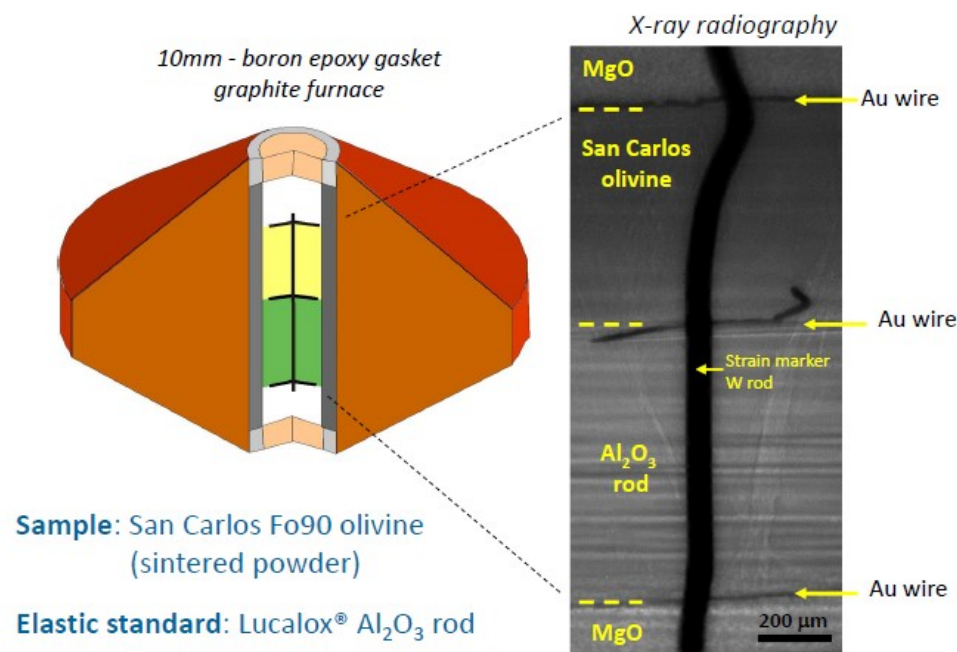 X-ray radiography
10mm - boron epoxy gasket
graphite furnace
MgO
Au wire
San Carlos
olivine
Au wire
Strain marker
W rod
Al₂O₃
rod
Au wire
MgO
200 µm
Sample: San Carlos Fo90 olivine
(sintered powder)
Elastic standard: Lucalox® Al₂O₃ rod